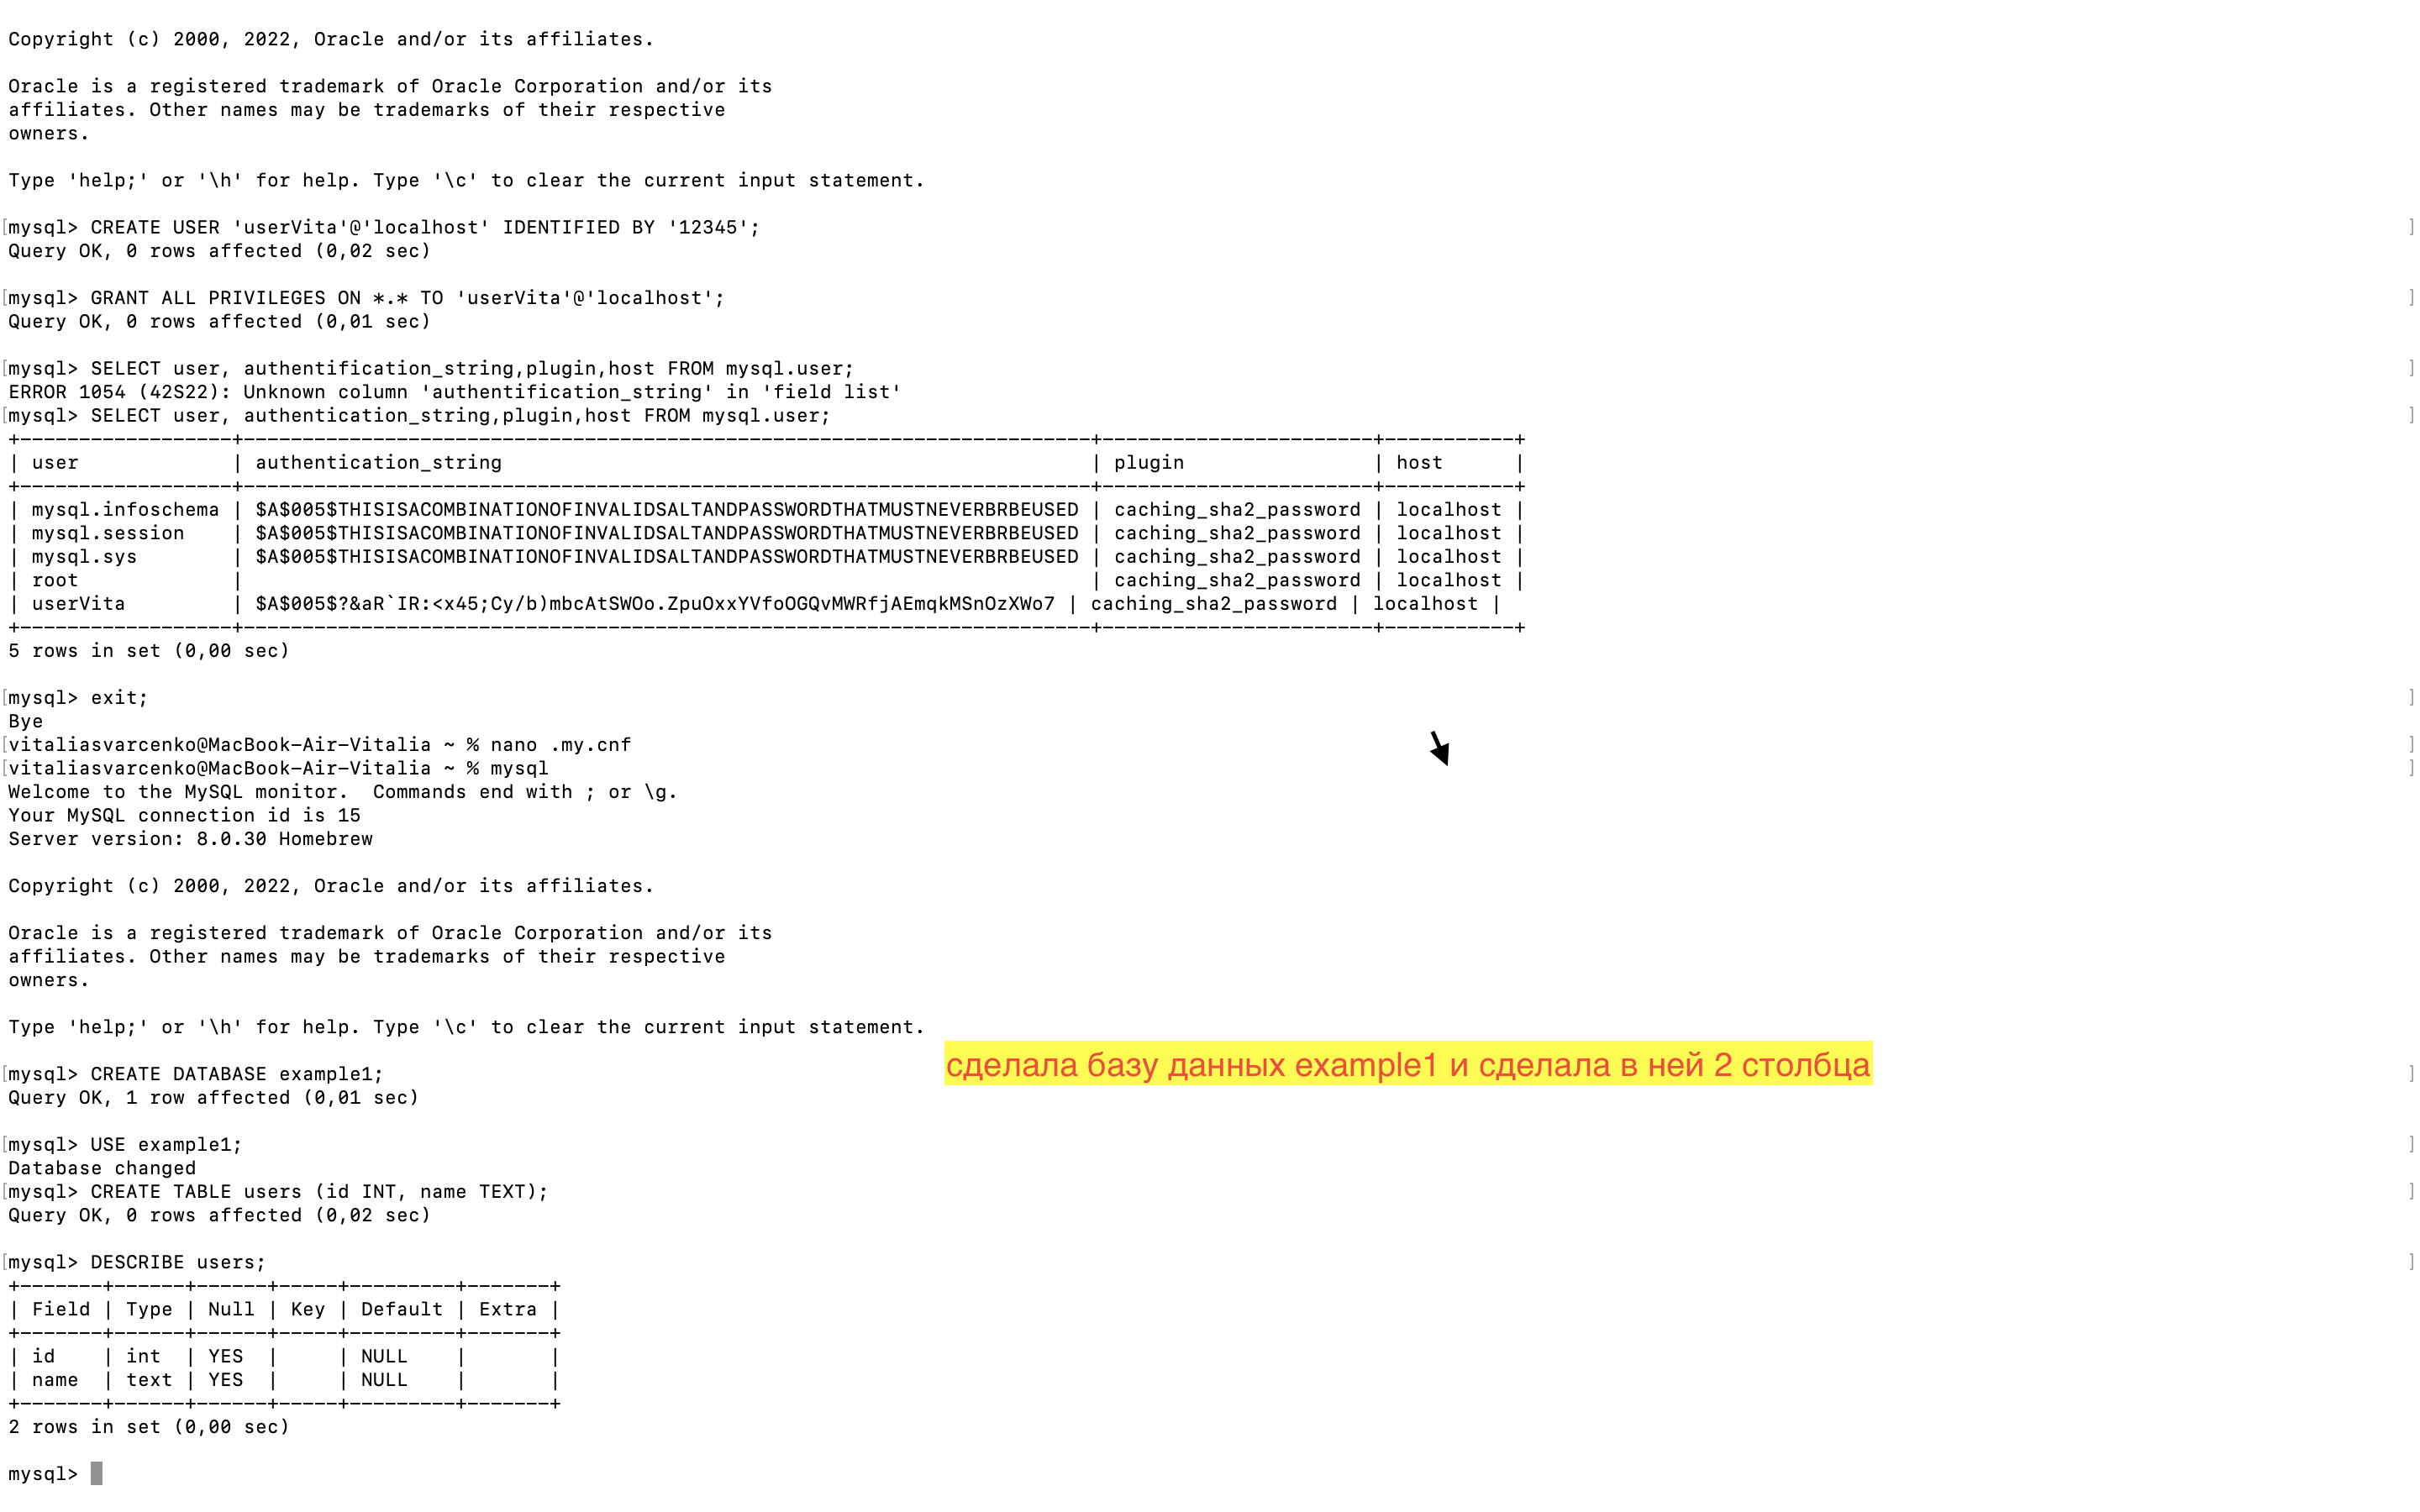 Copyright (c) 2000, 2022, Oracle and/or its affiliates.
Oracle is a registered trademark of Oracle Corporation and/or its
affiliates. Other names may be trademarks of their respective
owners.
Type 'help;' or '\h' for help. Type '\c' to clear the current input statement.
[mysql> CREATE USER 'userVita'@'localhost' IDENTIFIED BY '12345'; ]
Query OK, 0 rows affected (0,02 sec)
[mysql> GRANT ALL PRIVILEGES ON *.* TO 'userVita'@'localhost'; ]
Query OK, 0 rows affected (0,01 sec)
[mysql> SELECT user, authentification_string,plugin,host FROM mysql.user; ]
ERROR 1054 (42S22): Unknown column 'authentification_string' in 'field list'
[mysql> SELECT user, authentication_string,plugin,host FROM mysql.user; ]
+------------------+------------------------------------------------------------------------+-----------------------+-----------+
| user             | authentication_string                                                  | plugin                | host      |
+------------------+------------------------------------------------------------------------+-----------------------+-----------+
| mysql.infoschema | $A$005$THISISACOMBINATIONOFINVALIDSALTANDPASSWORDTHATMUSTNEVERBRBEUSED | caching_sha2_password | localhost |
| mysql.session    | $A$005$THISISACOMBINATIONOFINVALIDSALTANDPASSWORDTHATMUSTNEVERBRBEUSED | caching_sha2_password | localhost |
| mysql.sys        | $A$005$THISISACOMBINATIONOFINVALIDSALTANDPASSWORDTHATMUSTNEVERBRBEUSED | caching_sha2_password | localhost |
| root             |                                                                        | caching_sha2_password | localhost |
| userVita         | $A$005$?&aR`IR:<x45;Cy/b)mbcAtSWOo.ZpuOxxYVfoOGQvMWRfjAEmqkMSnOzXWo7 | caching_sha2_password | localhost |
+------------------+------------------------------------------------------------------------+-----------------------+-----------+
5 rows in set (0,00 sec)
[mysql> exit; ]
Bye
[vitaliasvarcenko@MacBook-Air-Vitalia ~ % nano .my.cnf ]
[vitaliasvarcenko@MacBook-Air-Vitalia ~ % mysql ]
Welcome to the MySQL monitor.  Commands end with ; or \g.
Your MySQL connection id is 15
Server version: 8.0.30 Homebrew
Copyright (c) 2000, 2022, Oracle and/or its affiliates.
Oracle is a registered trademark of Oracle Corporation and/or its
affiliates. Other names may be trademarks of their respective
owners.
Type 'help;' or '\h' for help. Type '\c' to clear the current input statement.
сделала базу данных example1 и сделала в ней 2 столбца
[mysql> CREATE DATABASE example1; ]
Query OK, 1 row affected (0,01 sec)
[mysql> USE example1; ]
Database changed
[mysql> CREATE TABLE users (id INT, name TEXT); ]
Query OK, 0 rows affected (0,02 sec)
[mysql> DESCRIBE users; ]
+-------+------+------+-----+---------+-------+
| Field | Type | Null | Key | Default | Extra |
+-------+------+------+-----+---------+-------+
| id    | int  | YES  |     | NULL    |       |
| name  | text | YES  |     | NULL    |       |
+-------+------+------+-----+---------+-------+
2 rows in set (0,00 sec)
mysql>